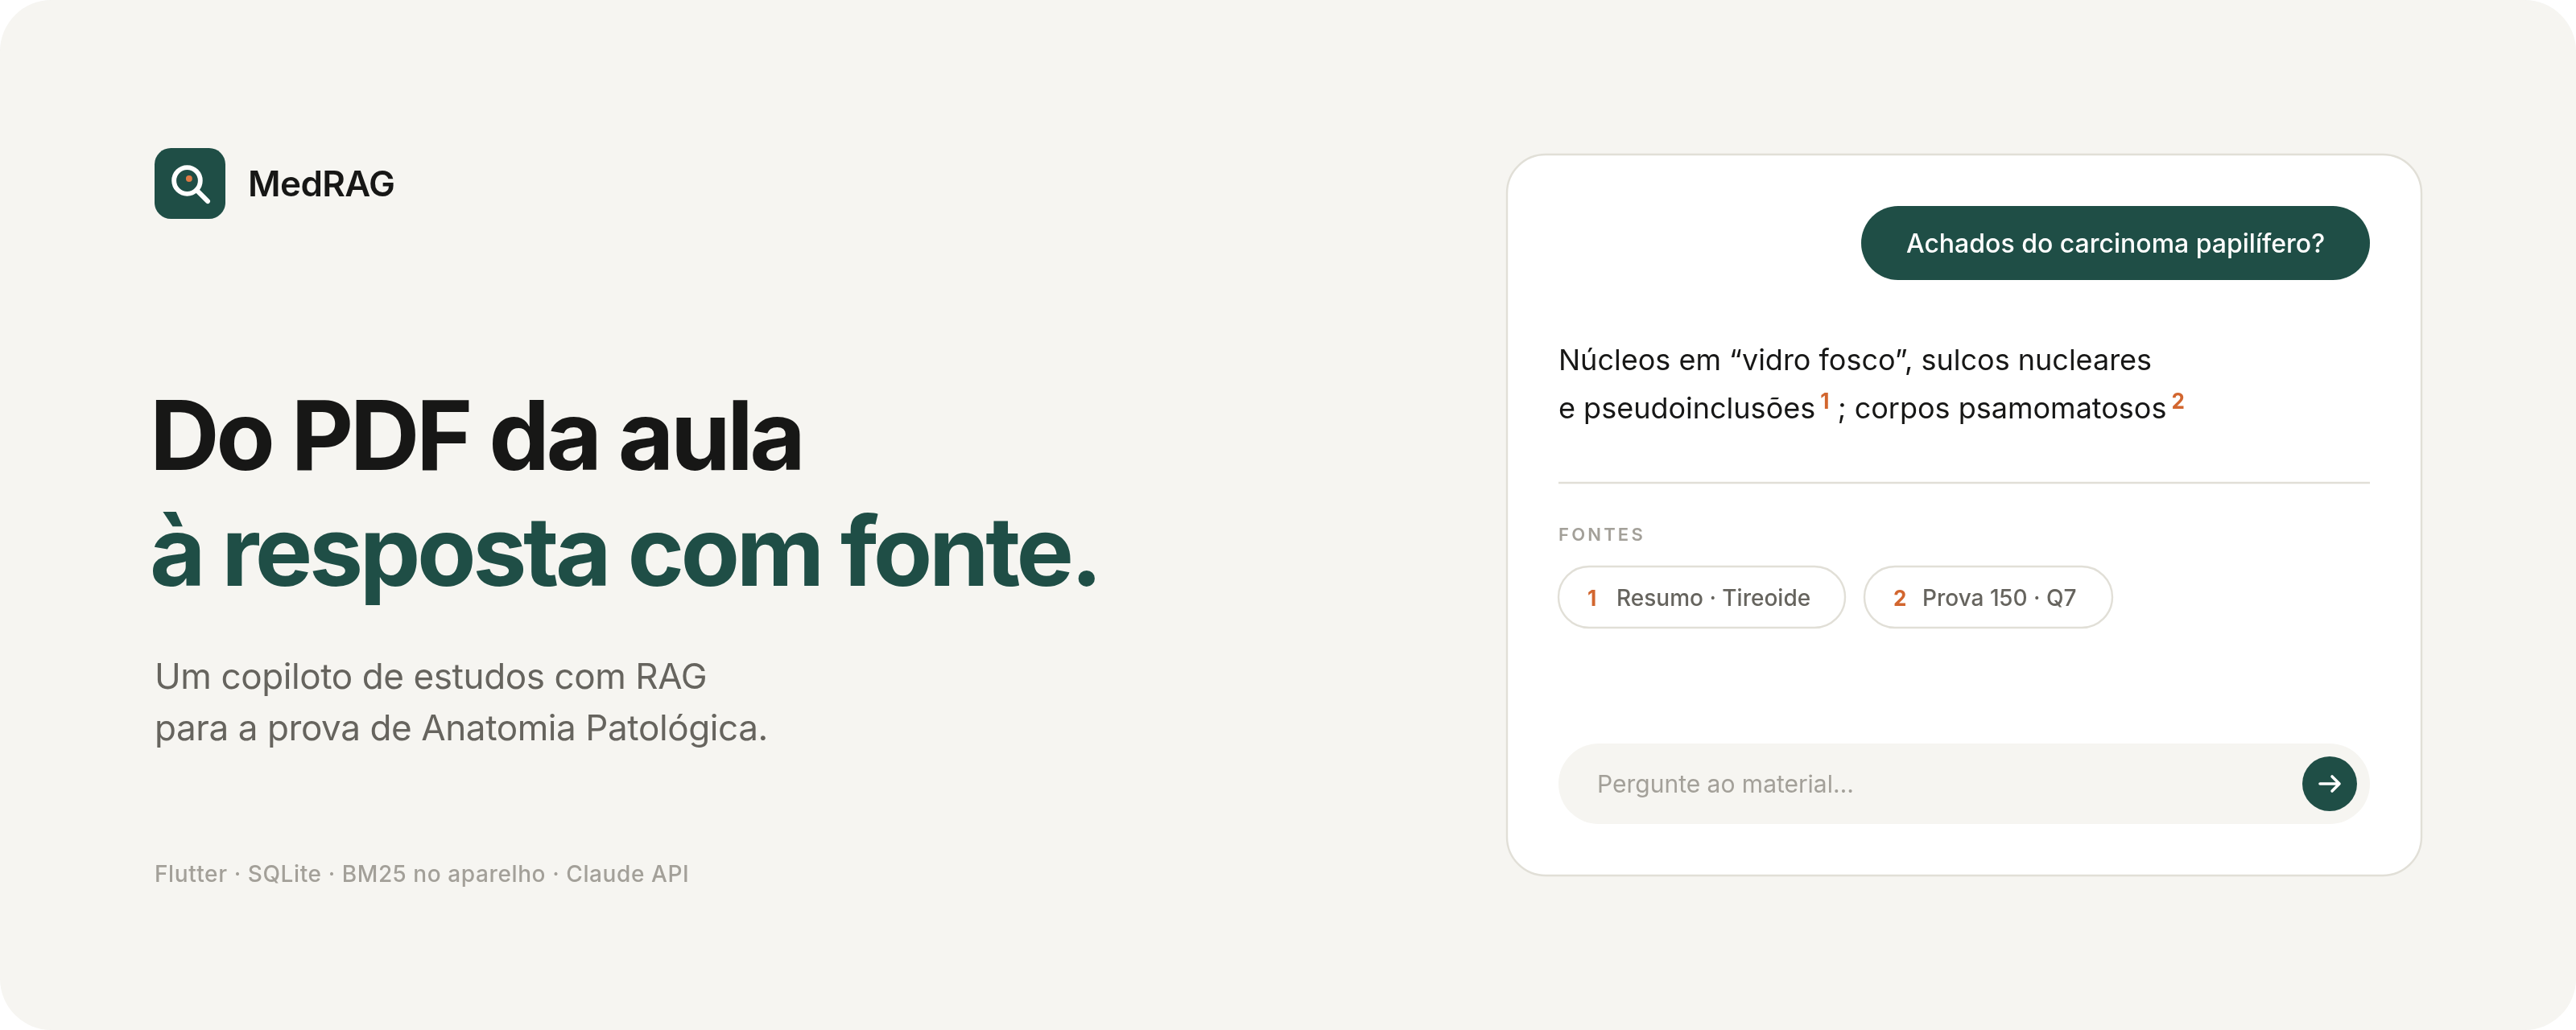 MedRAG
Do PDF da aula
à resposta com fonte.
Um copiloto de estudos com RAG
para a prova de Anatomia Patológica.
Flutter · SQLite · BM25 no aparelho · Claude API
Achados do carcinoma papilífero?
Núcleos em “vidro fosco”, sulcos nucleares
e pseudoinclusões 1 ; corpos psamomatosos 2
FONTES
1 Resumo · Tireoide
2 Prova 150 · Q7
Pergunte ao material...